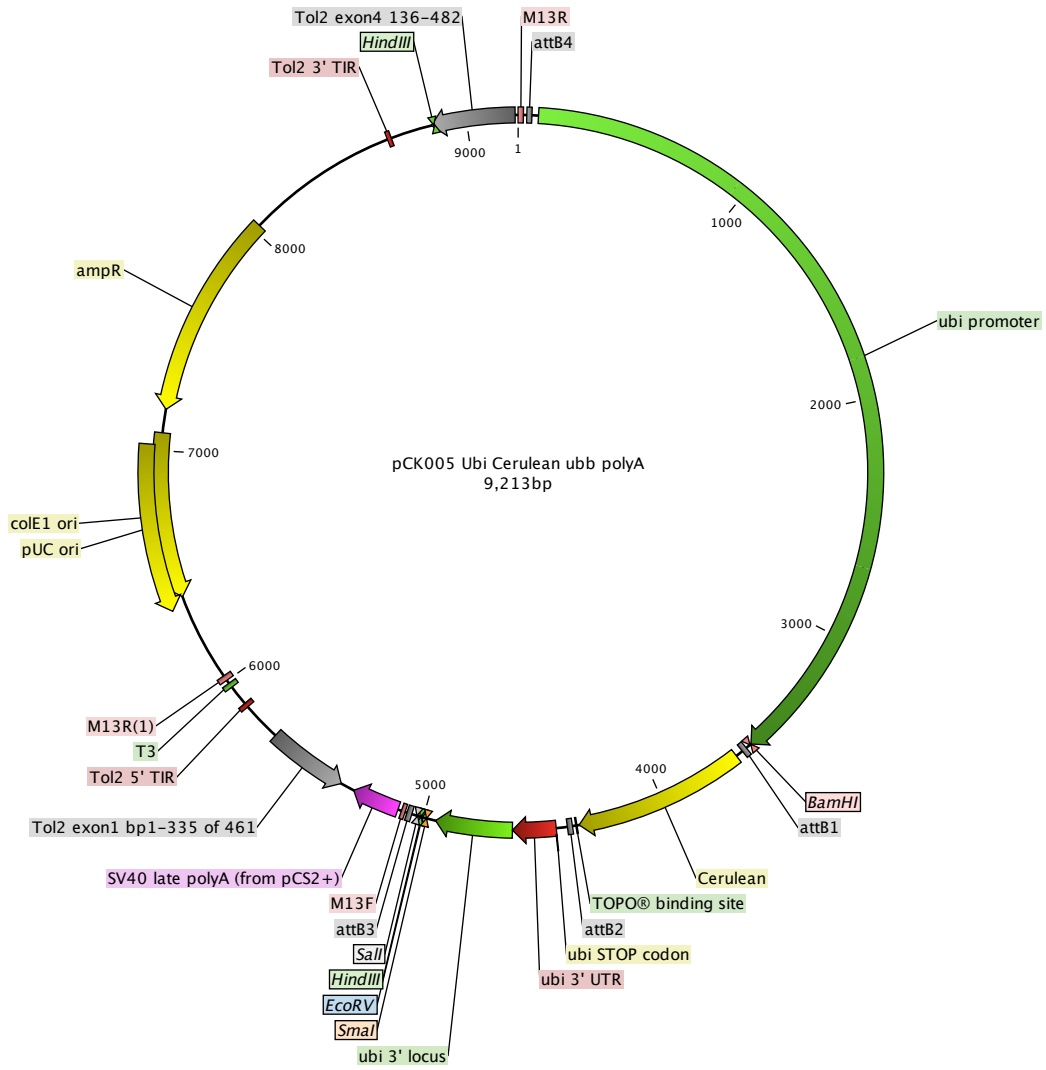 Tol2 exon4 136-482
M13R
HindIII
attB4
Tol2 3' TIR
9000
1
1000
8000
ampR
ubi promoter
2000
7000
pCK005 Ubi Cerulean ubb polyA
9,213bp
colE1 ori
pUC ori
3000
6000
M13R(1)
T3
Tol2 5' TIR
4000
5000
BamHI
attB1
Tol2 exon1 bp1-335 of 461
SV40 late polyA (from pCS2+)
Cerulean
M13F
TOPO® binding site
attB3
attB2
SalI
ubi STOP codon
HindIII
ubi 3' UTR
EcoRV
SmaI
ubi 3' locus